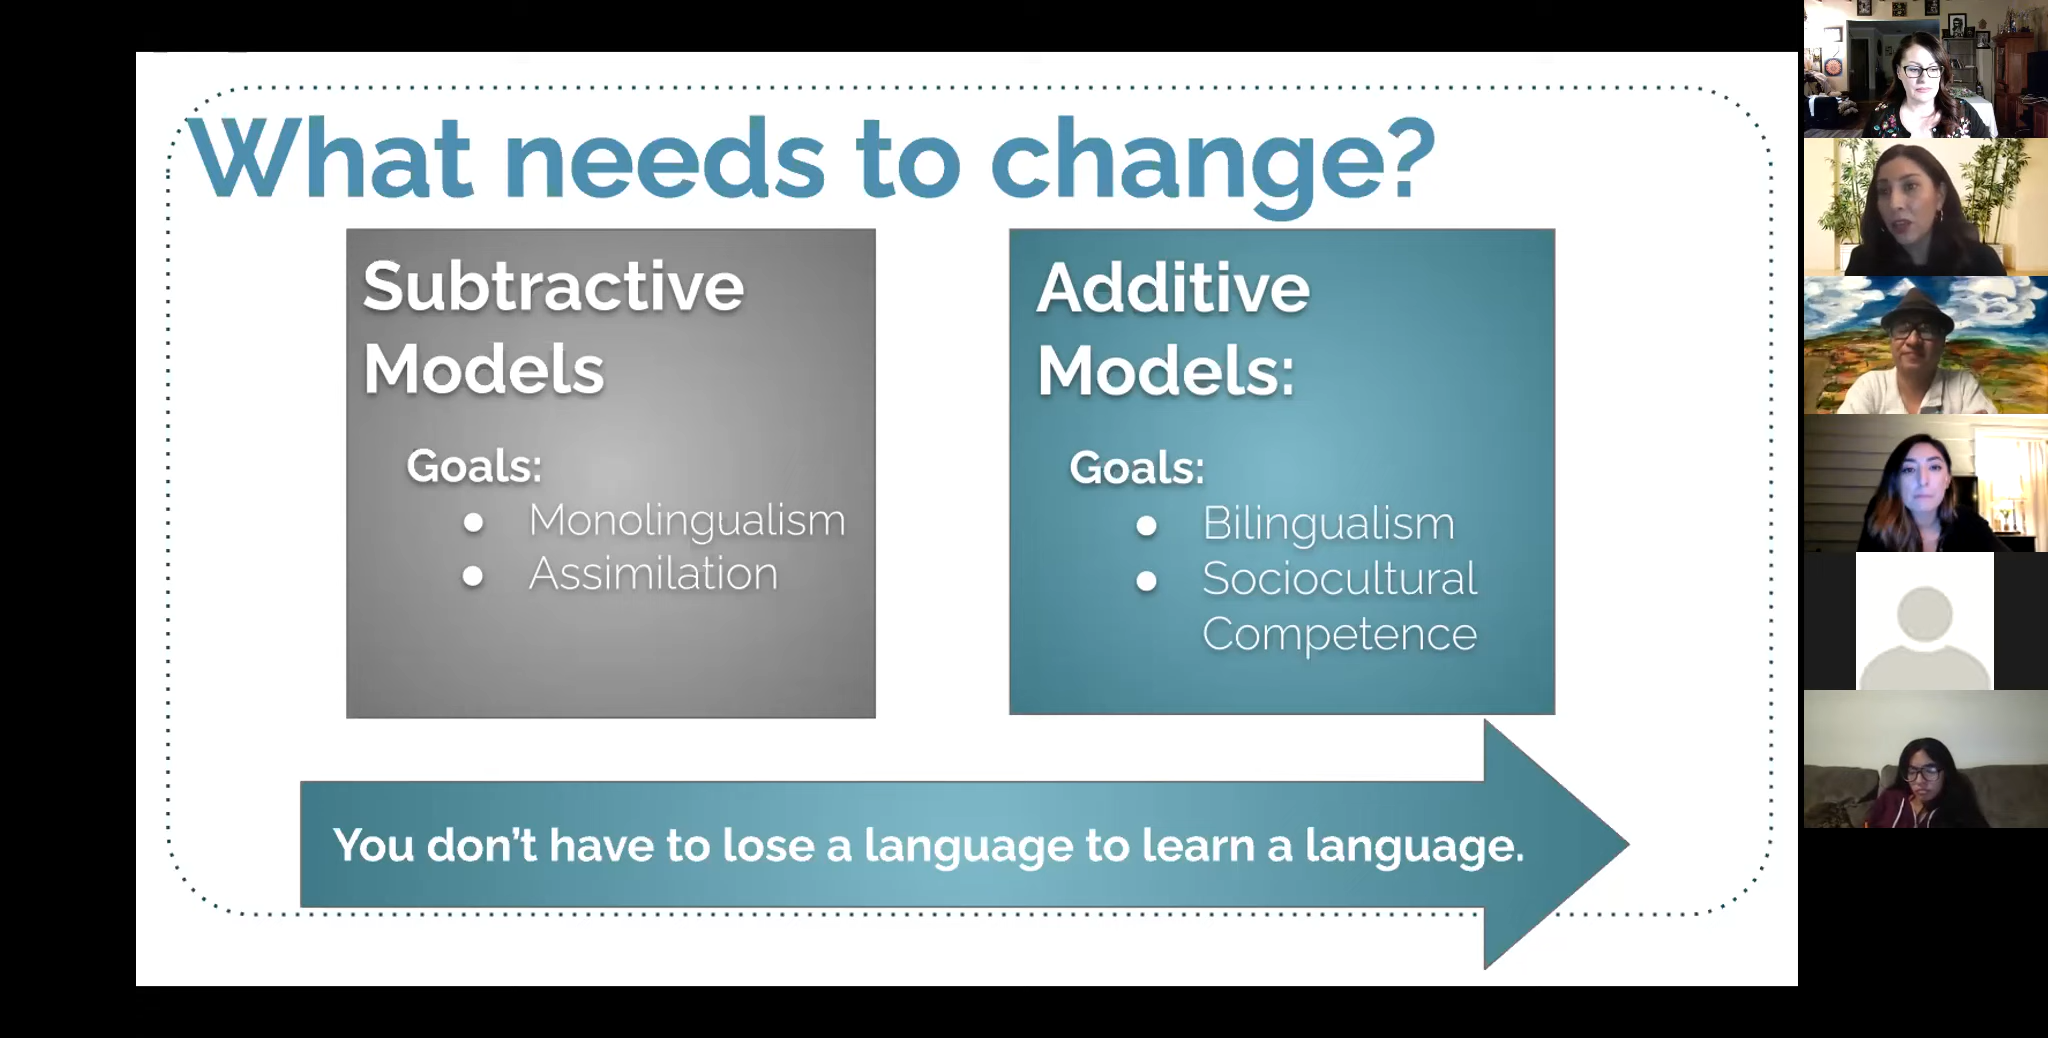 What needs to change?
Subtractive
Models
Goals:
● Monolingualism
● Assimilation
Additive
Models:
Goals:
● Bilingualism
● Sociocultural
Competence
You don't have to lose a language to learn a language.